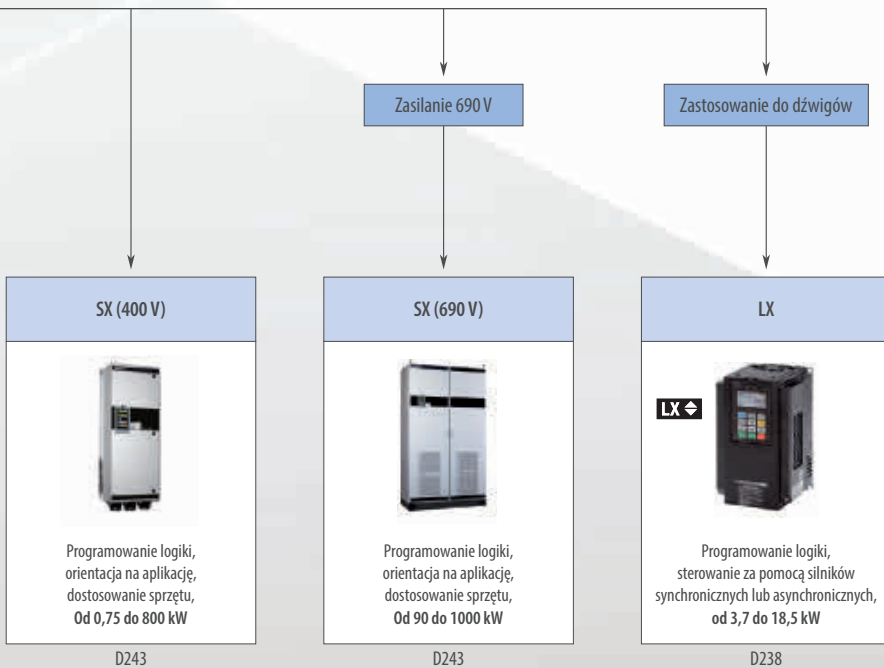 Zasilanie 690 V
Zastosowanie do dźwigów
SX (400 V)
Programowanie logiki,
orientacja na aplikację,
dostosowanie sprzętu,
Od 0,75 do 800 kW
D243
SX (690 V)
Programowanie logiki,
orientacja na aplikację,
dostosowanie sprzętu,
Od 90 do 1000 kW
D243
LX
LX
Programowanie logiki,
sterowanie za pomocą silników
synchronicznych lub asynchronicznych,
od 3,7 do 18,5 kW
D238